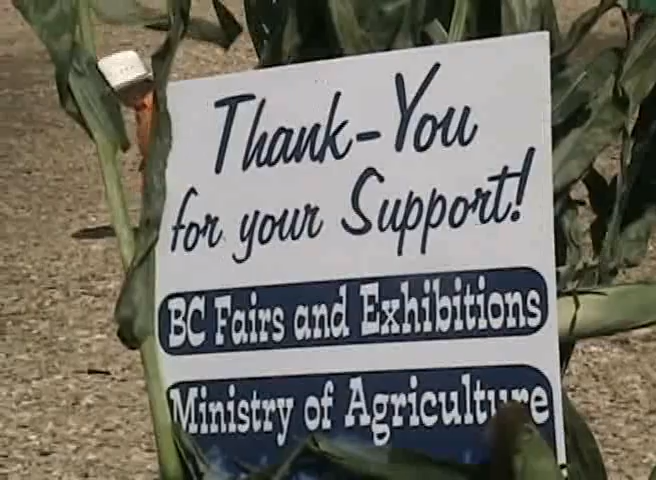 Thank-You
for your Support!
BC Fairs and Exhibitions
Ministry of Agriculture